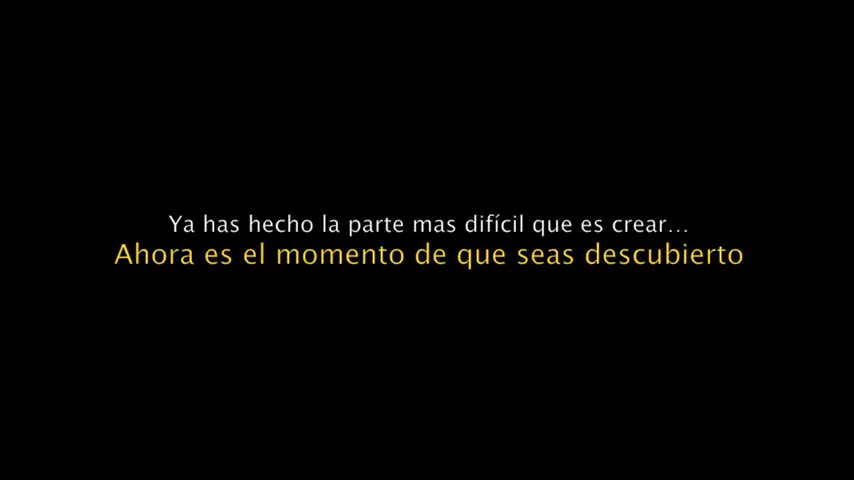 Ya has hecho la parte mas difícil que es crear...
Ahora es el momento de que seas descubierto